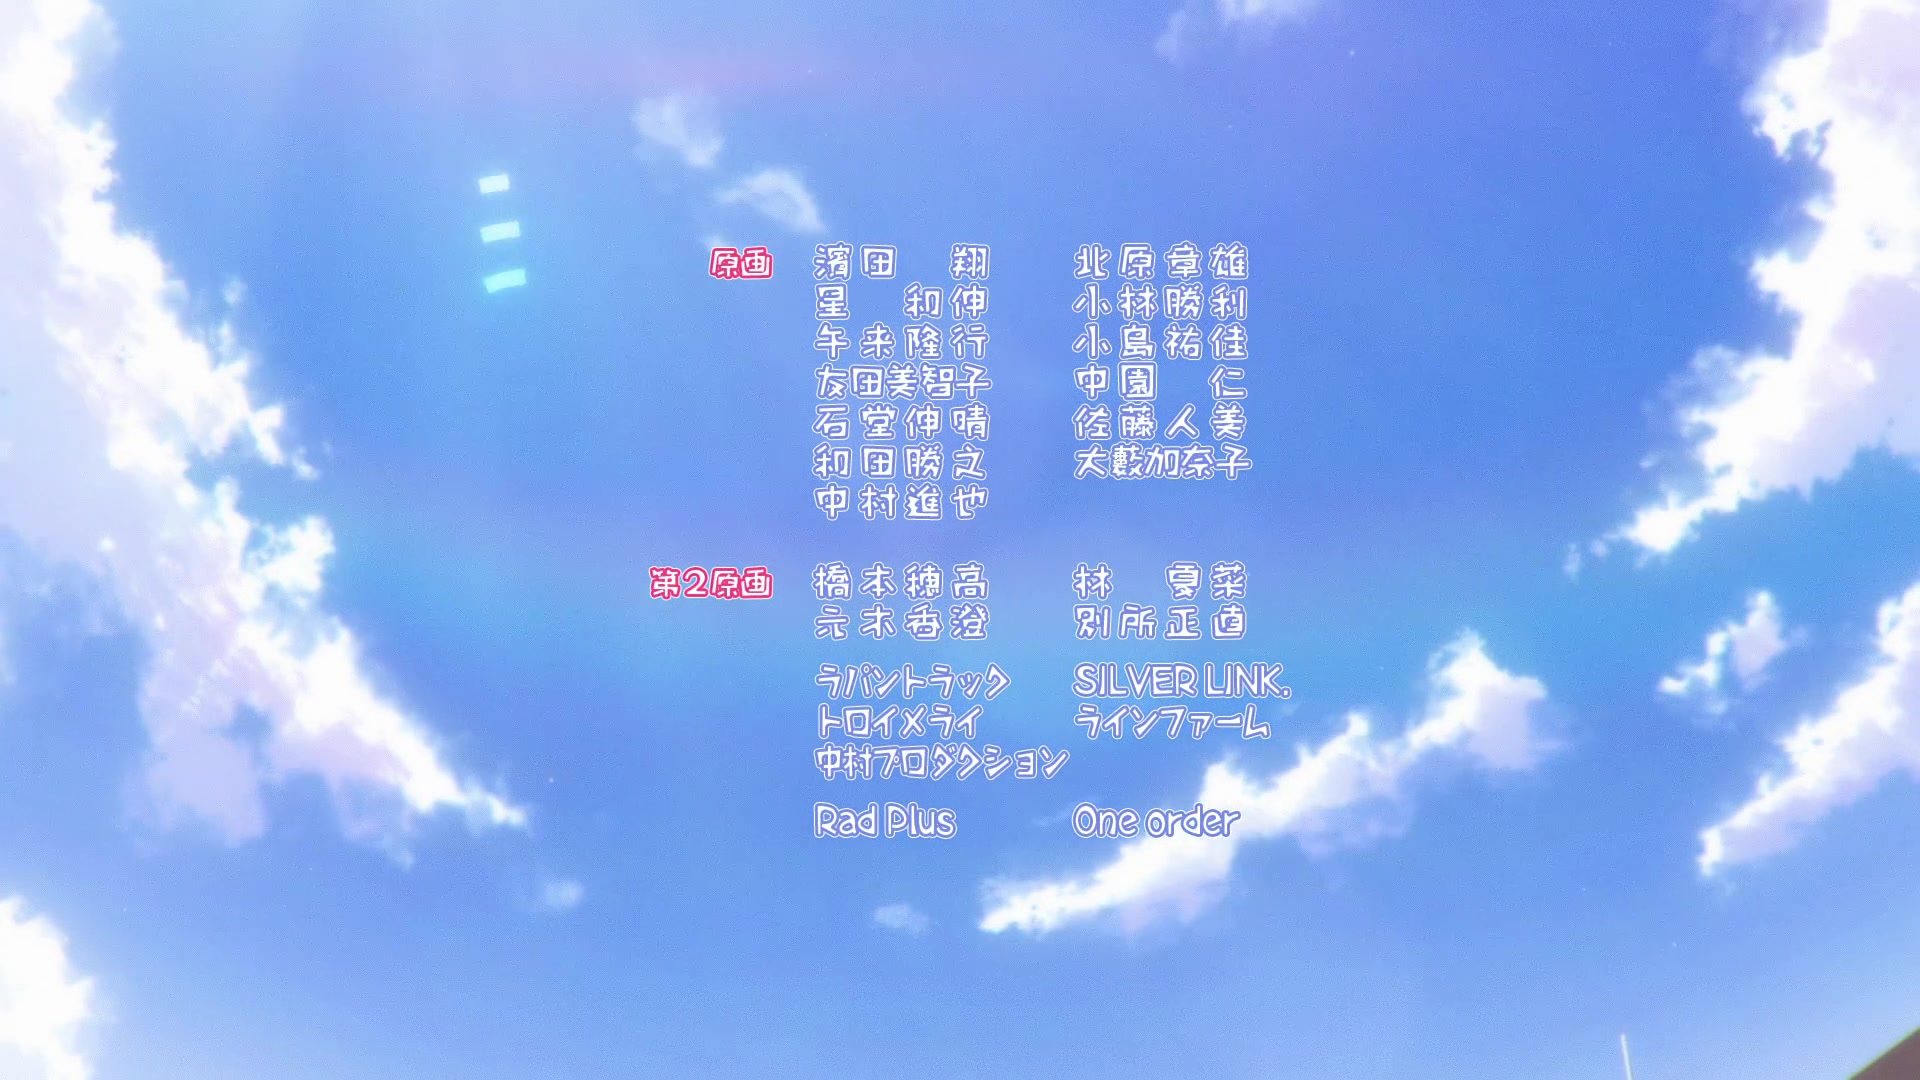 原画 濱田 翔 北原章雄
星 和伸 小林勝利
午来隆行 小島祐佳
友田美智子 中園 仁
石堂伸晴 佐藤人美
和田勝之 大藪加奈子
中村進也
第2原画 橋本穂高 林 夏菜
元木香澄 別所正直
ラパントラック SILVER LINK.
トロイメライ ラインファーム
中村プロダクション
Rad Plus One order